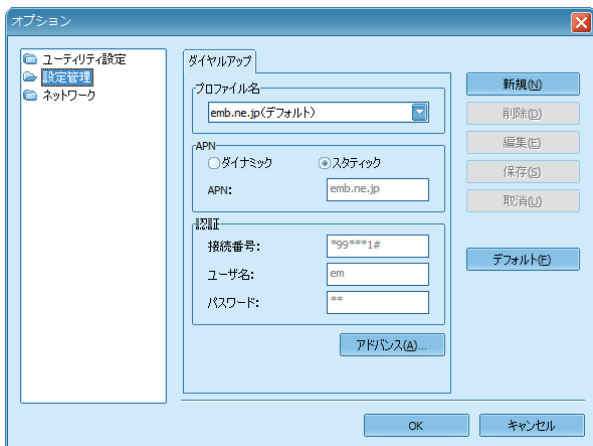 オプション
ユーティリティ設定
設定管理
ネットワーク
ダイヤルアップ
プロファイル名
emb.ne.jp(デフォルト)
APN
ダイナミック
スタティック
APN:
emb.ne.jp
認証
接続番号:
*99***1#
ユーザ名:
em
パスワード:
**
アドバンス(A)...
新規(N)
削除(D)
編集(E)
保存(S)
取消(U)
デフォルト(F)
OK
キャンセル